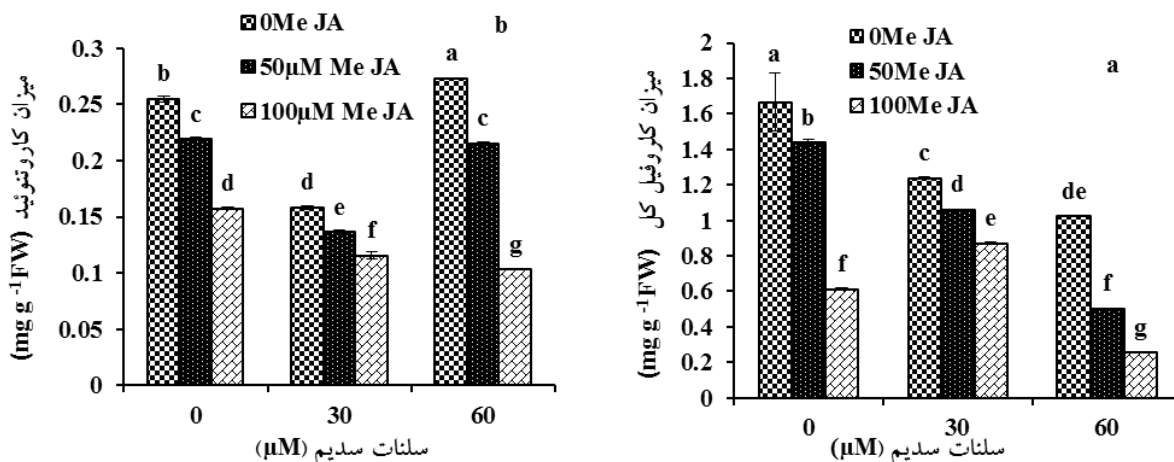 b
0Me JA
50µM Me JA
100µM Me JA
میزان کاروتنوئید (mg g -1FW)
0.3
0.25
0.2
0.15
0.1
0.05
0
b
c
d
d
e
f
a
c
g
0
30
60
سلنات سدیم (µM)
a
0Me JA
50Me JA
100Me JA
میزان کلروفیل کل (mg g -1FW)
2
1.8
1.6
1.4
1.2
1
0.8
0.6
0.4
0.2
0
a
b
f
c
d
e
de
f
g
0
30
60
سلنات سدیم (µM)